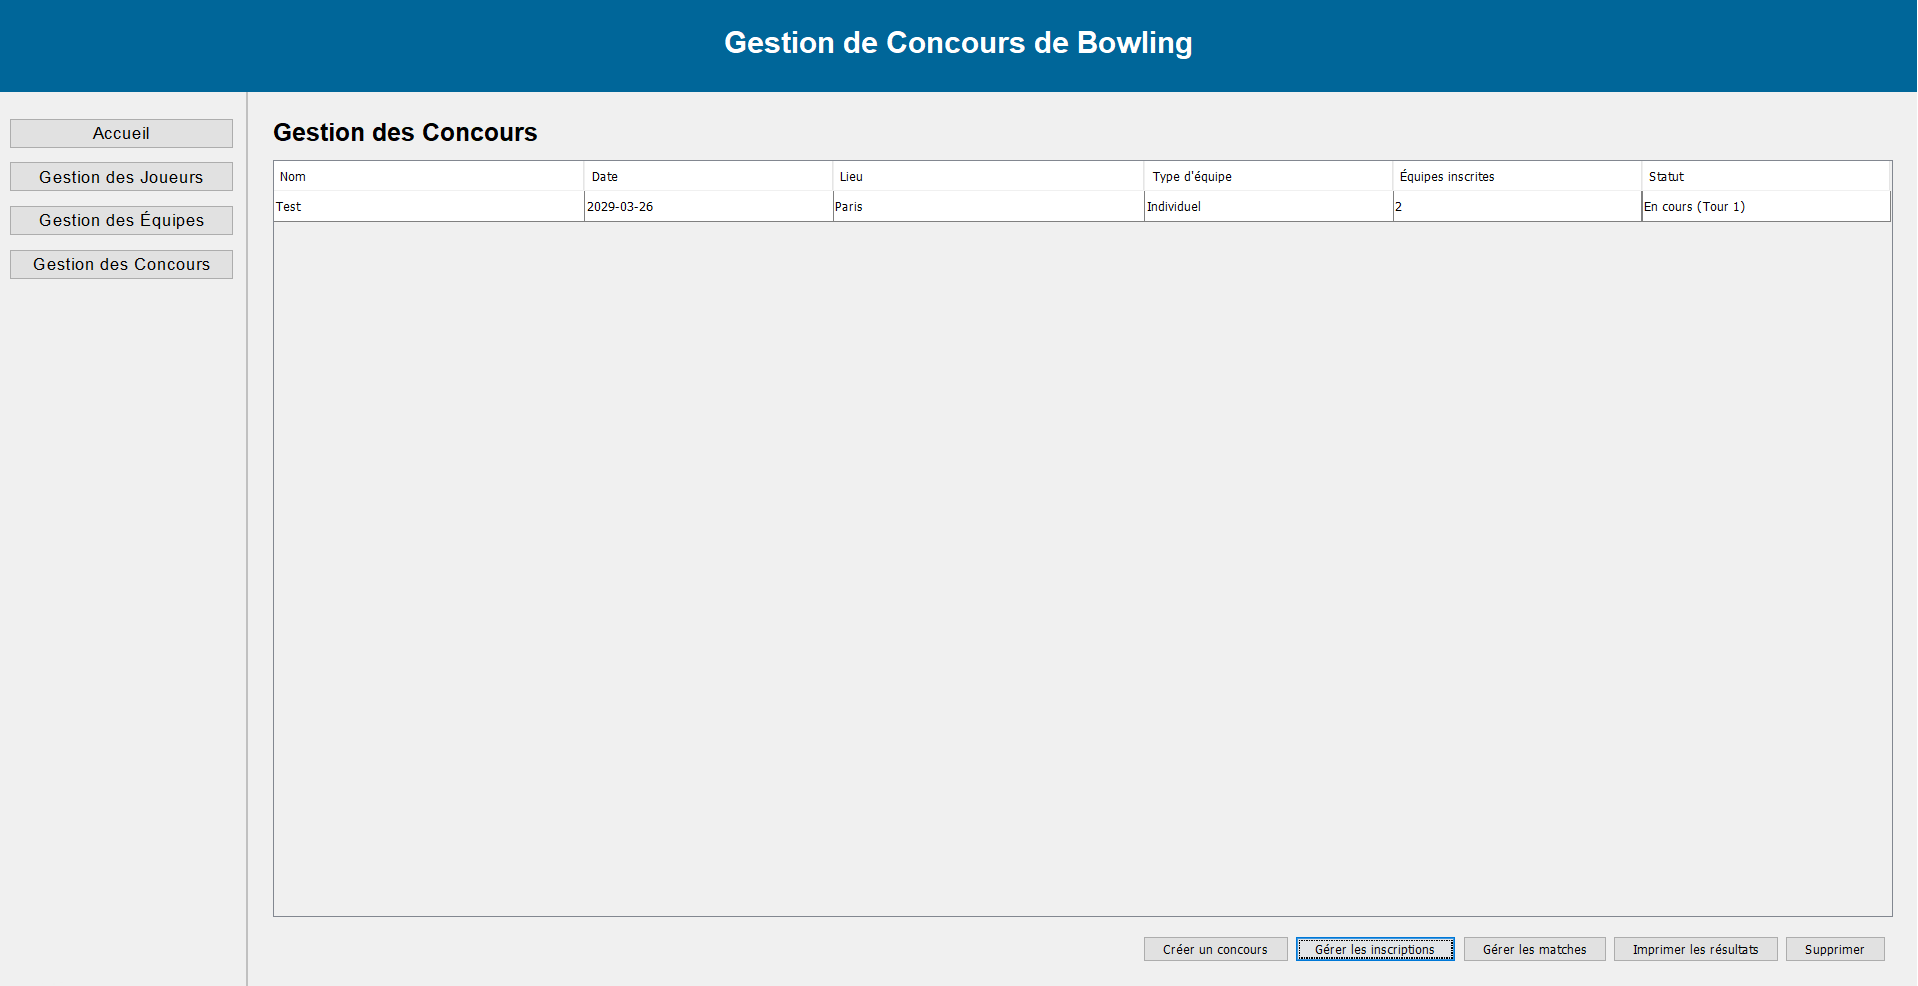 Gestion de Concours de Bowling
Accueil
Gestion des Joueurs
Gestion des Équipes
Gestion des Concours
Gestion des Concours
Nom Date Lieu Type d'équipe Équipes inscrites Statut
Test 2029-03-26 Paris Individuel 2 En cours (Tour 1)
Créer un concours Gérer les inscriptions Gérer les matches Imprimer les résultats Supprimer